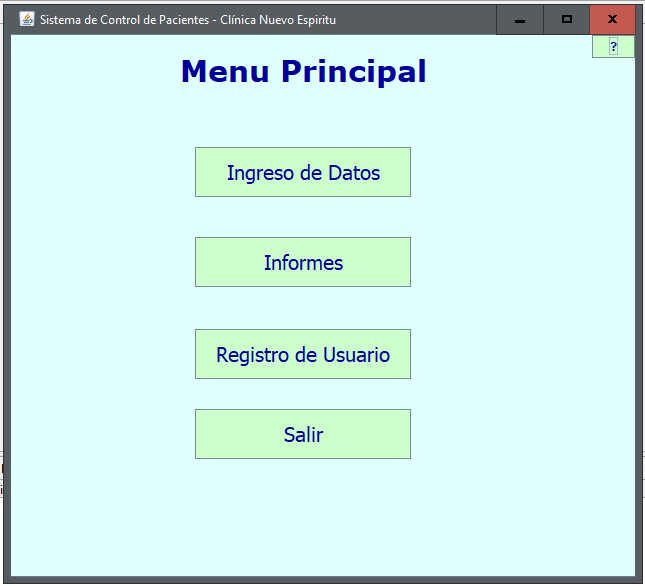 Sistema de Control de Pacientes - Clínica Nuevo Espiritu
?
Menu Principal
Ingreso de Datos
Informes
Registro de Usuario
Salir